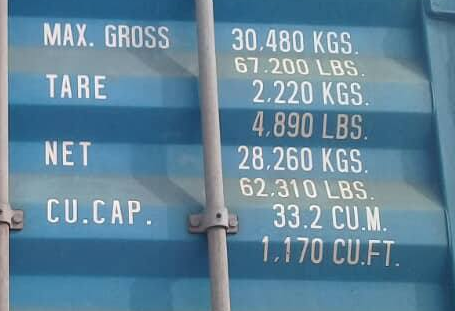 MAX. GROSS 30,480 KGS.
67.200 LBS.
TARE 2,220 KGS.
4,890 LBS.
NET 28,260 KGS.
62.310 LBS.
CU.CAP. 33.2 CU.M.
1,170 CU.FT.